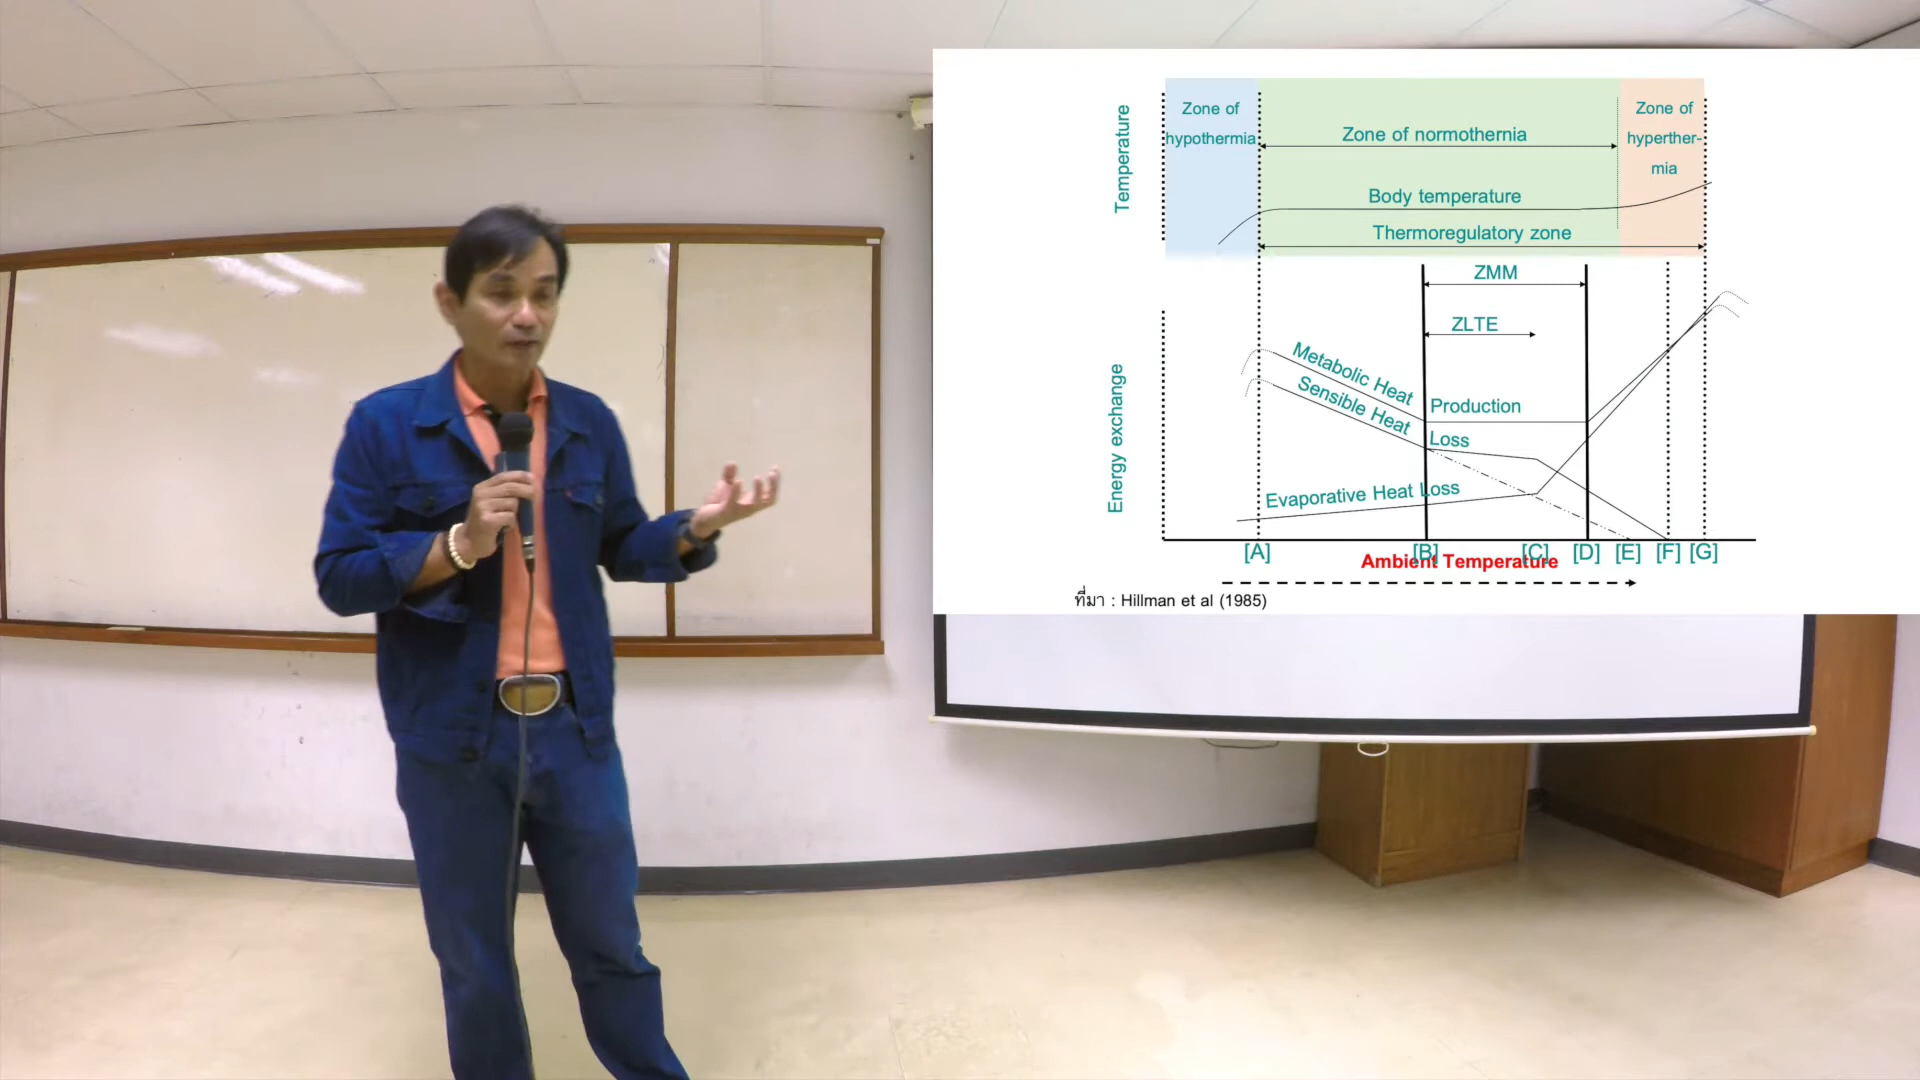 Temperature
Zone of
hypothermia
Zone of normothernia
Zone of
hyperther-
mia
Body temperature
Thermoregulatory zone
ZMM
ZLTE
Energy exchange
Metabolic Heat Production
Sensible Heat Loss
Evaporative Heat Loss
[A] [B] [C] [D] [E] [F] [G]
Ambient Temperature
ที่มา : Hillman et al (1985)